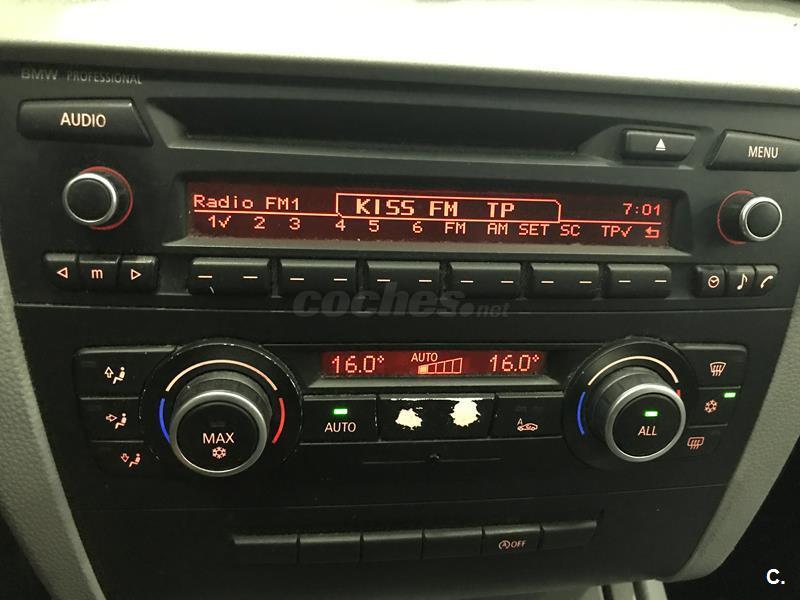 BMW PROFESSIONAL
AUDIO
MENU
Radio FM1 KISS FM TP 7:01
1✓ 2 3 4 5 6 FM AM SET SC TP✓
m
coches.net
16.0° AUTO 16.0°
MAX
AUTO
A
ALL
A OFF
C.